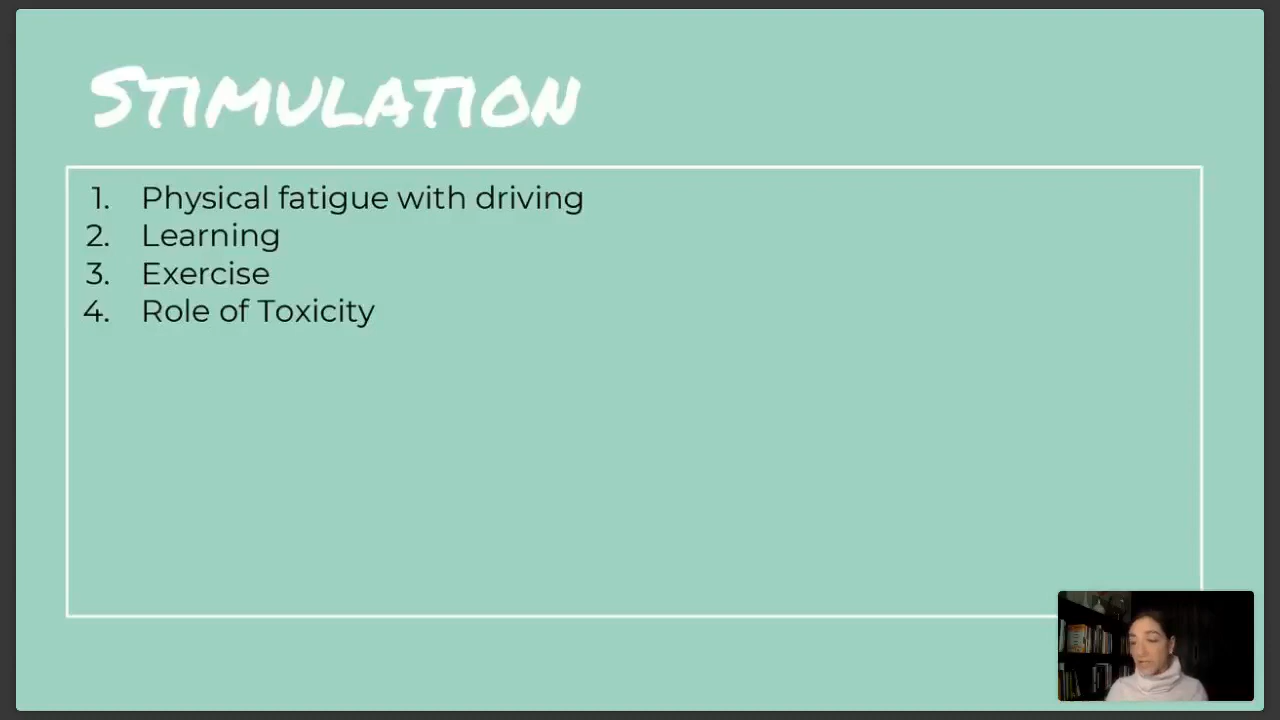 STIMULATION
1. Physical fatigue with driving
2. Learning
3. Exercise
4. Role of Toxicity